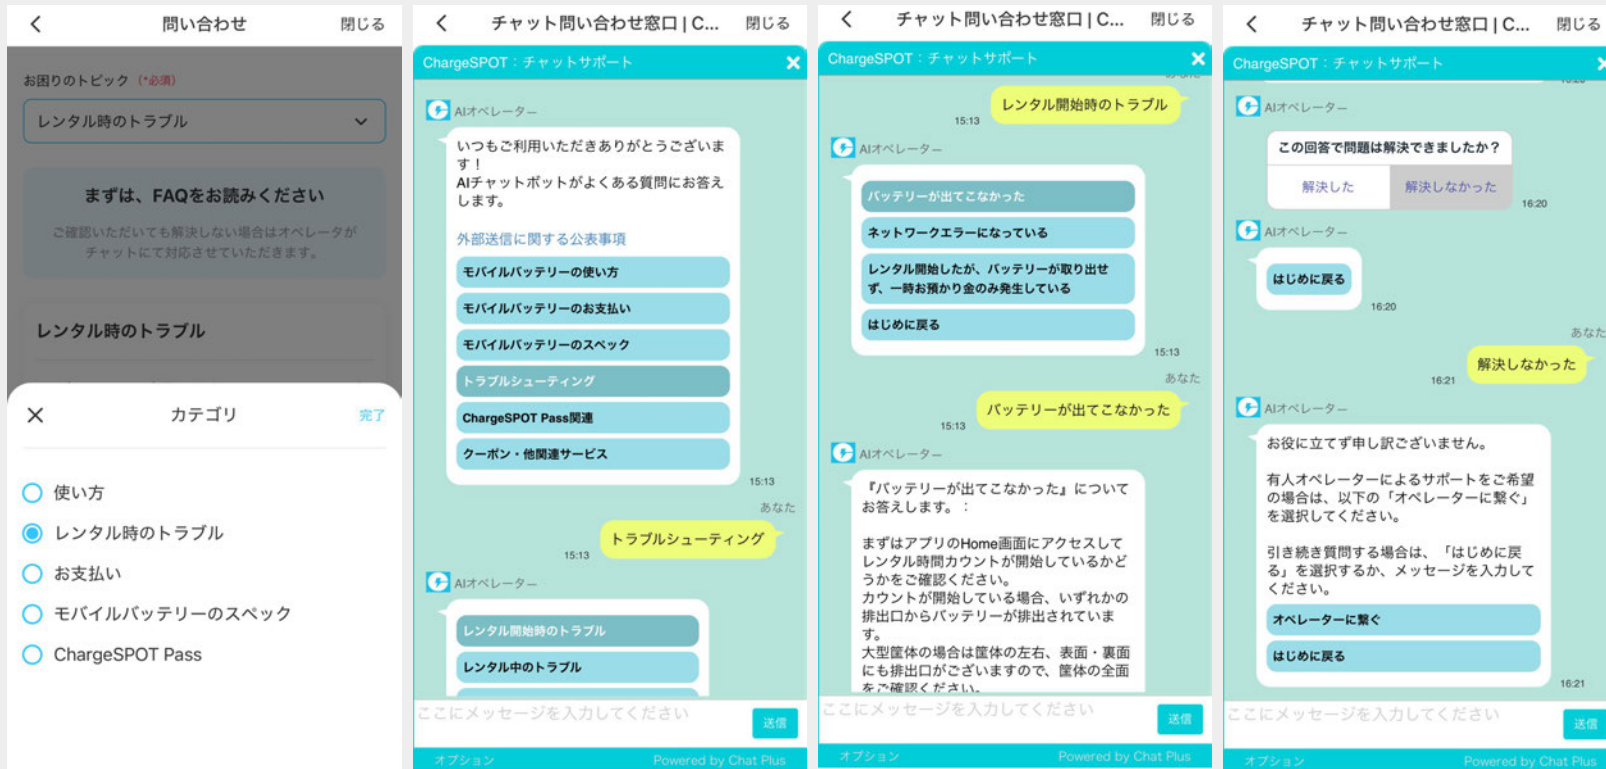 問い合わせ
閉じる
お困りのトピック (*必須)
レンタル時のトラブル
まずは、FAQをお読みください
ご確認いただいても解決しない場合はオペレータが
チャットにて対応させていただきます。
レンタル時のトラブル
カテゴリ
完了
使い方
レンタル時のトラブル
お支払い
モバイルバッテリーのスペック
ChargeSPOT Pass
チャット問い合わせ窓口 | C...
閉じる
ChargeSPOT：チャットサポート
AIオペレーター
いつもご利用いただきありがとうございま
す！
AIチャットボットがよくある質問にお答え
します。
外部送信に関する公表事項
モバイルバッテリーの使い方
モバイルバッテリーのお支払い
モバイルバッテリーのスペック
トラブルシューティング
ChargeSPOT Pass関連
クーポン・他関連サービス
15:13
あなた
トラブルシューティング
15:13
AIオペレーター
レンタル開始時のトラブル
レンタル中のトラブル
ここにメッセージを入力してください
送信
オプション
Powered by Chat Plus
チャット問い合わせ窓口 | C...
閉じる
ChargeSPOT：チャットサポート
あなた
レンタル開始時のトラブル
15:13
AIオペレーター
バッテリーが出てこなかった
ネットワークエラーになっている
レンタル開始したが、バッテリーが取り出せ
ず、一時お預かり金のみ発生している
はじめに戻る
15:13
あなた
バッテリーが出てこなかった
15:13
AIオペレーター
『バッテリーが出てこなかった』について
お答えします。：
まずはアプリのHome画面にアクセスして
レンタル時間カウントが開始しているかど
うかをご確認ください。
カウントが開始している場合、いずれかの
排出口からバッテリーが排出されていま
す。
大型筐体の場合は筐体の左右、表面・裏面
にも排出口がございますので、筐体の全面
をご確認ください。
ここにメッセージを入力してください
送信
オプション
Powered by Chat Plus
チャット問い合わせ窓口 | C...
閉じる
ChargeSPOT：チャットサポート
AIオペレーター
この回答で問題は解決できましたか？
解決した
解決しなかった
16:20
AIオペレーター
はじめに戻る
16:20
あなた
解決しなかった
16:21
AIオペレーター
お役に立てず申し訳ございません。
有人オペレーターによるサポートをご希望
の場合は、以下の「オペレーターに繋ぐ」
を選択してください。
引き続き質問する場合は、「はじめに戻
る」を選択するか、メッセージを入力して
ください。
オペレーターに繋ぐ
はじめに戻る
16:21
ここにメッセージを入力してください
送信
オプション
Powered by Chat Plus